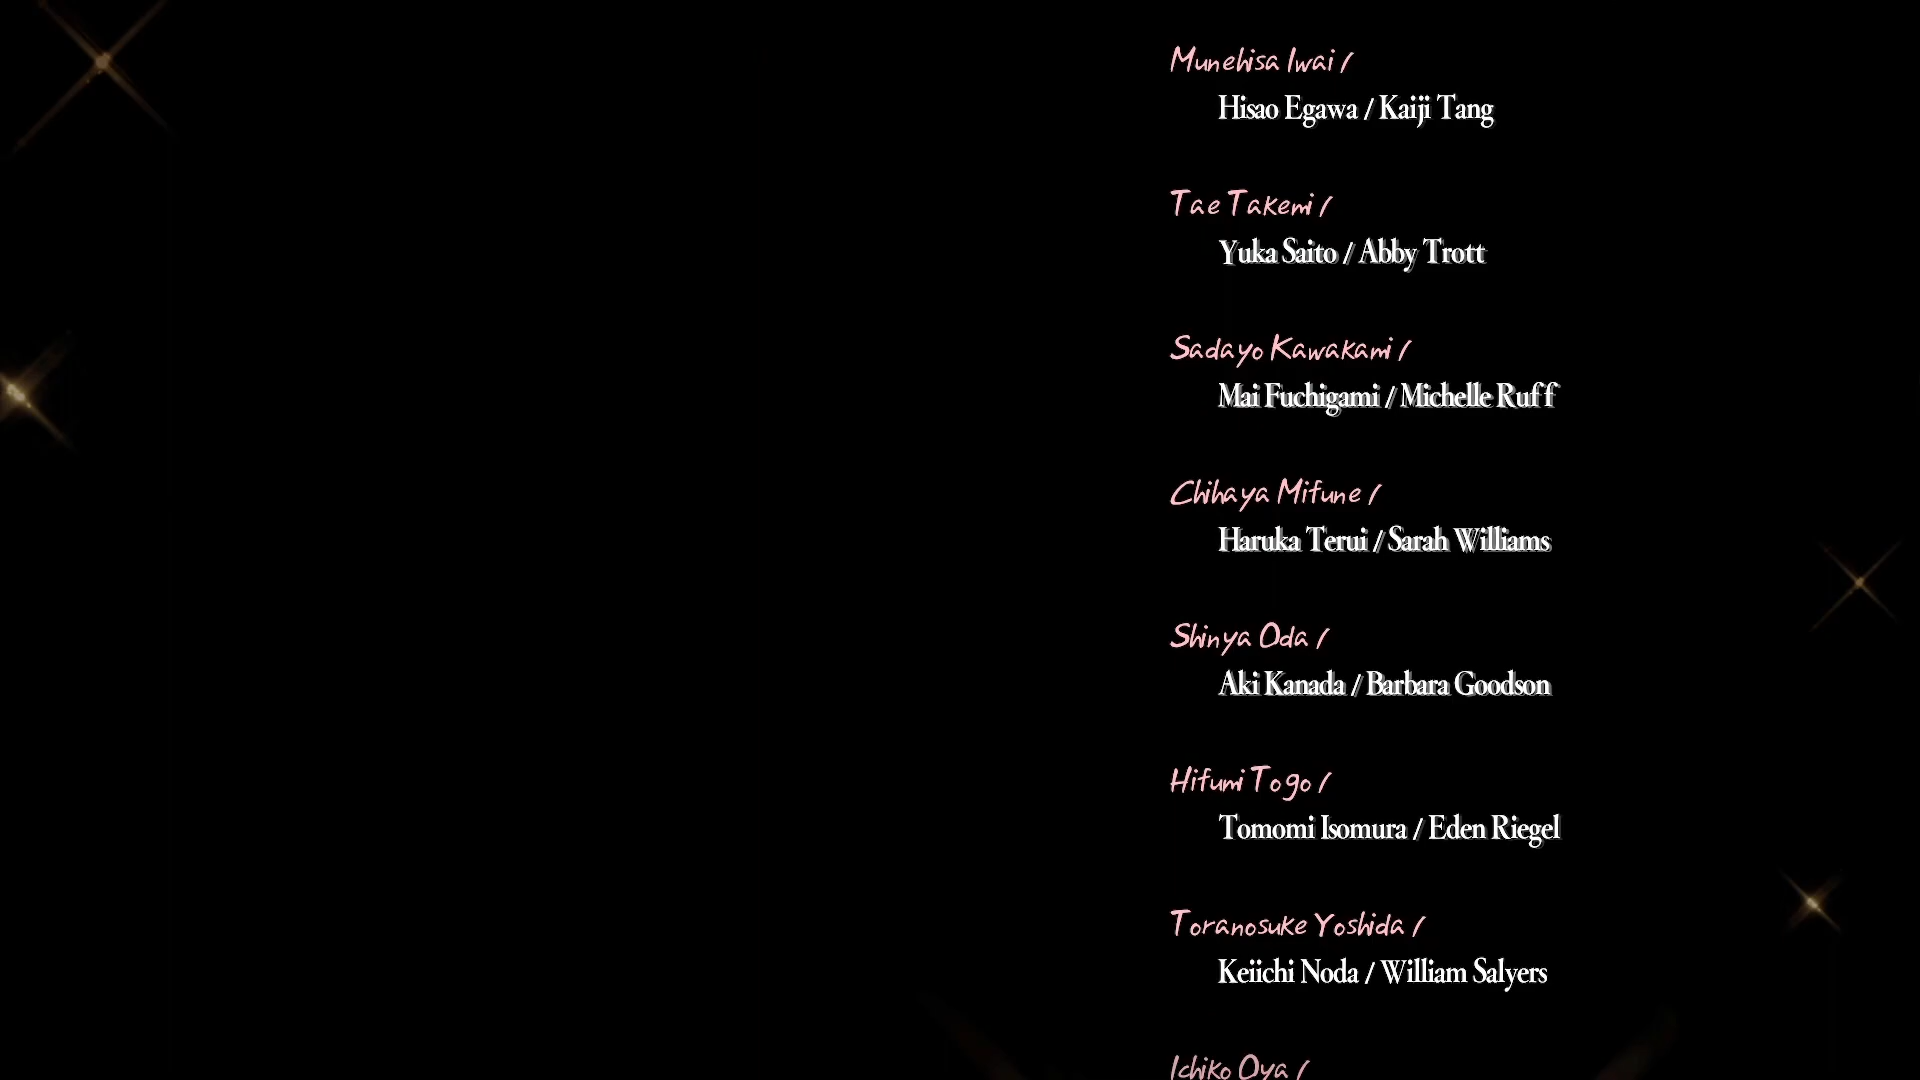 Munehisa Iwai /
Hisao Egawa / Kaiji Tang
Tae Takemi /
Yuka Saito / Abby Trott
Sadayo Kawakami /
Mai Fuchigami / Michelle Ruff
Chihaya Mifune /
Haruka Terui / Sarah Williams
Shinya Oda /
Aki Kanada / Barbara Goodson
Hifumi Togo /
Tomomi Isomura / Eden Riegel
Toranosuke Yoshida /
Keiichi Noda / William Salyers
Ichiko Oya /